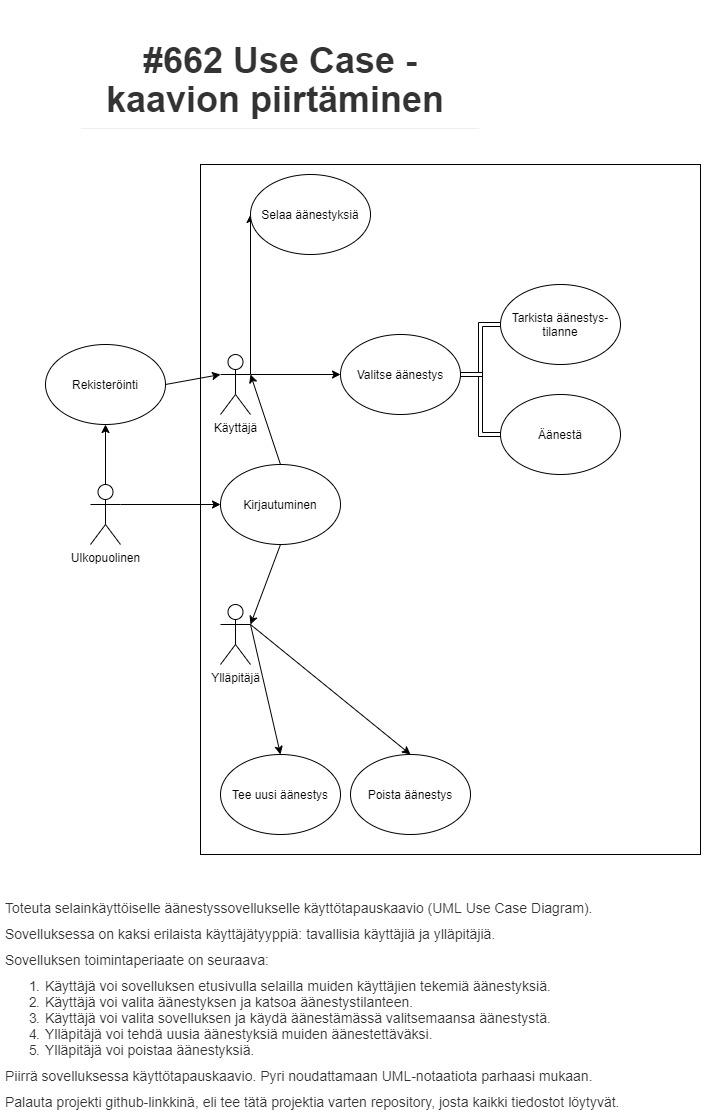 #662 Use Case -
kaavion piirtäminen
Selaa äänestyksiä
Tarkista äänestys-
tilanne
Rekisteröinti
Valitse äänestys
Käyttäjä
Äänestä
Kirjautuminen
Ulkopuolinen
Ylläpitäjä
Tee uusi äänestys
Poista äänestys
Toteuta selainkäyttöiselle äänestyssovellukselle käyttötapauskaavio (UML Use Case Diagram).
Sovelluksessa on kaksi erilaista käyttäjätyyppiä: tavallisia käyttäjiä ja ylläpitäjiä.
Sovelluksen toimintaperiaate on seuraava:
1. Käyttäjä voi sovelluksen etusivulla selailla muiden käyttäjien tekemiä äänestyksiä.
2. Käyttäjä voi valita äänestyksen ja katsoa äänestystilanteen.
3. Käyttäjä voi valita sovelluksen ja käydä äänestämässä valitsemaansa äänestystä.
4. Ylläpitäjä voi tehdä uusia äänestyksiä muiden äänestettäväksi.
5. Ylläpitäjä voi poistaa äänestyksiä.
Piirrä sovelluksessa käyttötapauskaavio. Pyri noudattamaan UML-notaatiota parhaasi mukaan.
Palauta projekti github-linkkinä, eli tee tätä projektia varten repository, josta kaikki tiedostot löytyvät.